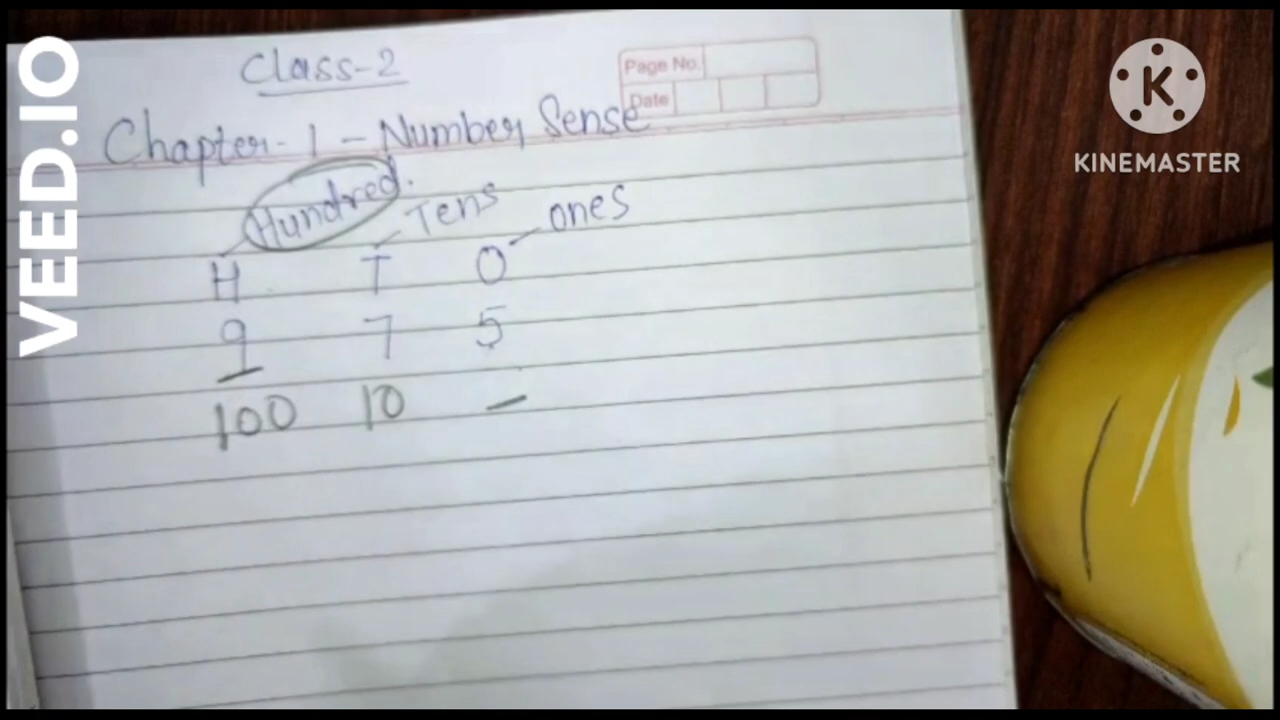 Class-2
Page No.
Date
Chapter-1 - Number Sense
Hundred.
Tens
ones
H T O
9 7 5
100 10 -
VEED.IO
K
KINEMASTER